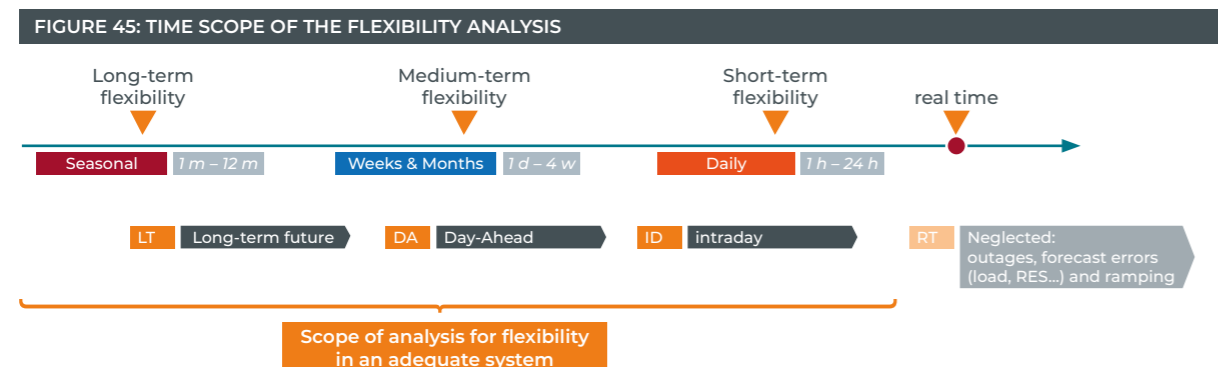 FIGURE 45: TIME SCOPE OF THE FLEXIBILITY ANALYSIS
Long-term
flexibility
Medium-term
flexibility
Short-term
flexibility
real time
Seasonal
1 m – 12 m
Weeks & Months
1 d – 4 w
Daily
1 h – 24 h
LT
Long-term future
DA
Day-Ahead
ID
intraday
RT
Neglected:
outages, forecast errors
(load, RES...) and ramping
Scope of analysis for flexibility
in an adequate system